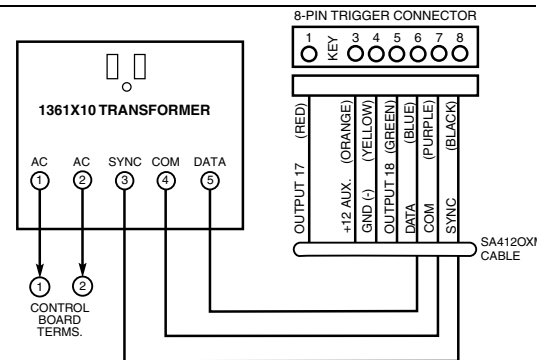 8-PIN TRIGGER CONNECTOR
1 KEY 3 4 5 6 7 8
1361X10 TRANSFORMER
AC AC SYNC COM DATA
1 2 3 4 5
(RED) (ORANGE) (YELLOW) (GREEN) (BLUE) (PURPLE) (BLACK)
OUTPUT 17 +12 AUX. GND (-) OUTPUT 18 DATA COM SYNC
SA412OXM
CABLE
1 2
CONTROL
BOARD
TERMS.